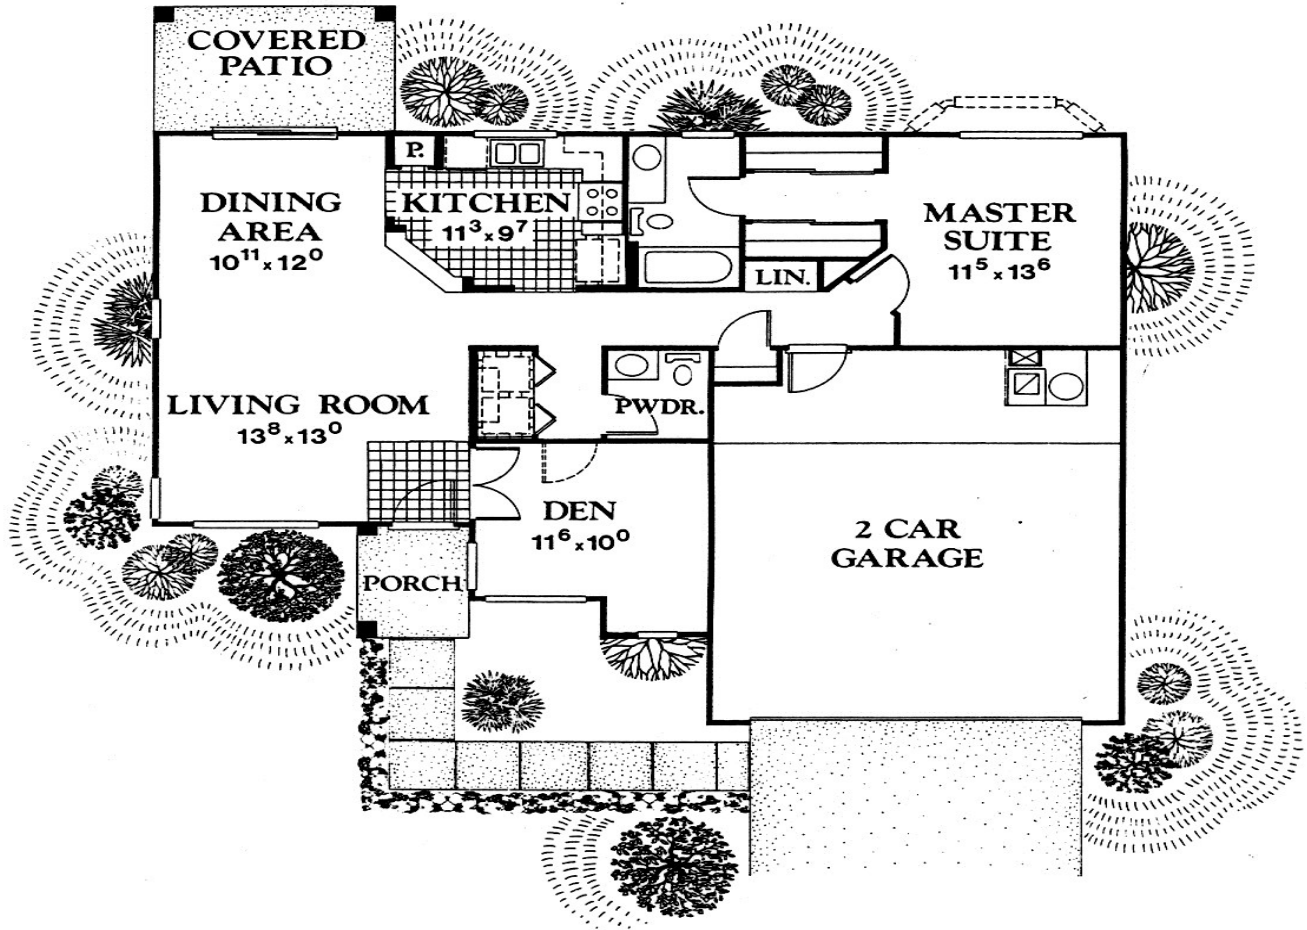 COVERED
PATIO
P.
DINING
AREA
10¹¹ x 12⁰
KITCHEN
11³ x 9⁷
MASTER
SUITE
11⁵ x 13⁶
LIN.
LIVING ROOM
13⁸ x 13⁰
PWDR.
DEN
11⁶ x 10⁰
2 CAR
GARAGE
PORCH